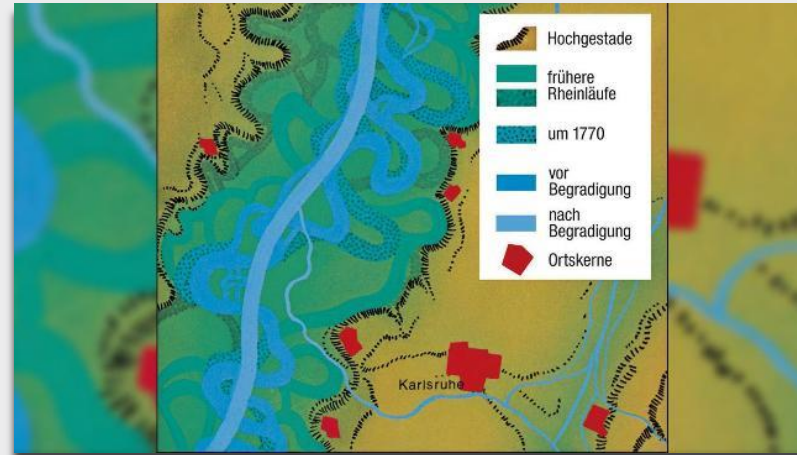 Hochgestade
frühere
Rheinläufe
um 1770
vor
Begradigung
nach
Begradigung
Ortskerne
Karlsruhe